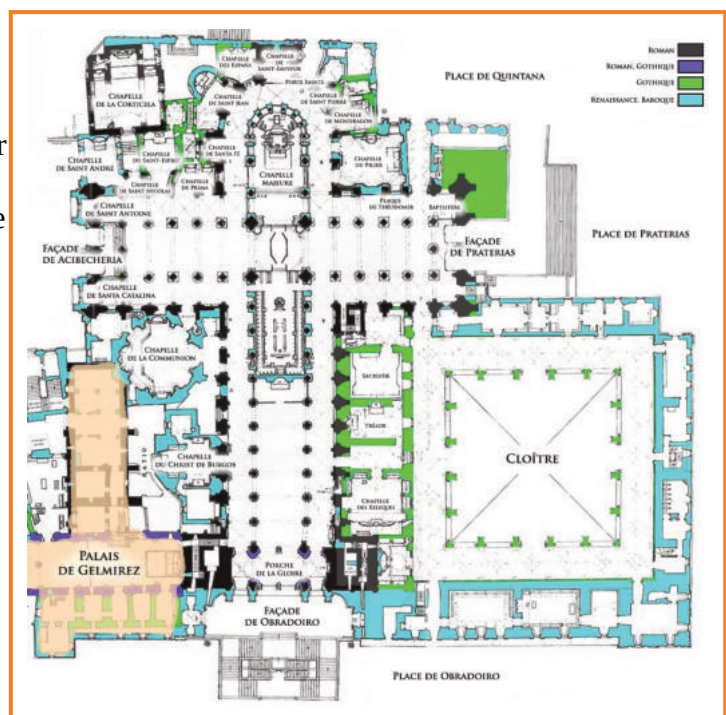 r
e
ROMAN
ROMAN, GOTHIQUE
GOTHIQUE
RENAISSANCE, BAROQUE
PLACE DE QUINTANA
CHAPELLE
DE LA CORTICELA
CHAPELLE
DES REINAS
CHAPELLE
DE
SAINT-SAUVEUR
PORTE SAINTE
CHAPELLE
DE SAINT JEAN
CHAPELLE
DE SAINT PIERRE
CHAPELLE
DE MONDRAGON
CHAPELLE
DE SAINT ANDRÉ
CHAPELLE
DU SAINT-ESPRIT
CHAPELLE
DE SANTA FÉ
CHAPELLE
DE SAINT NICOLAS
CHAPELLE
DE PRIMA
CHAPELLE
MAJEURE
CHAPELLE
DU PILIER
CHAPELLE
DE SAINT ANTOINE
PLAQUE
DE THÉODOMIR
BAPTISTÈRE
FAÇADE
DE ACIBECHERIA
FAÇADE
DE PRATERIAS
PLACE DE PRATERIAS
CHAPELLE
DE SANTA CATALINA
CHAPELLE
DE LA COMMUNION
SACRISTIE
TRÉSOR
CHAPELLE
DU CHRIST DE BURGOS
PATIO
CHAPELLE
DES RELIQUES
CLOÎTRE
PALAIS
DE GELMIREZ
PORCHE
DE LA GLOIRE
FAÇADE
DE OBRADOIRO
PLACE DE OBRADOIRO